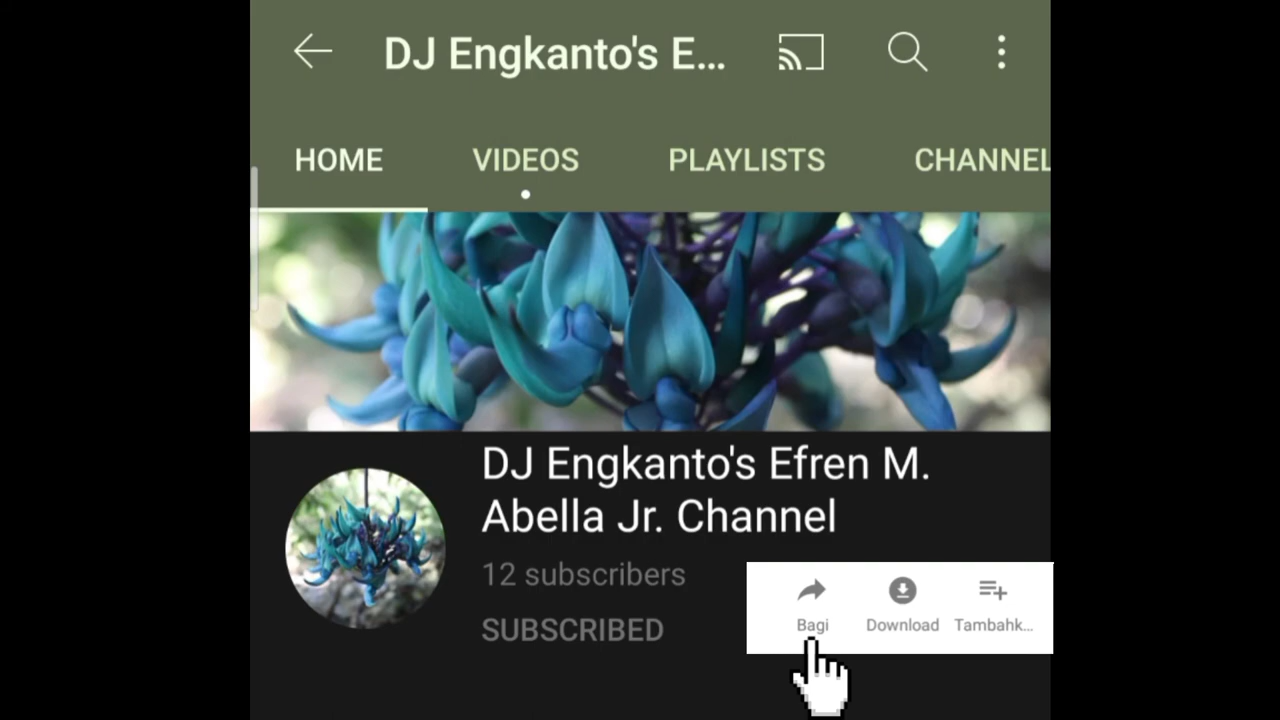 DJ Engkanto's E...
HOME VIDEOS PLAYLISTS CHANNEL
DJ Engkanto's Efren M.
Abella Jr. Channel
12 subscribers
SUBSCRIBED
Bagi Download Tambahk...